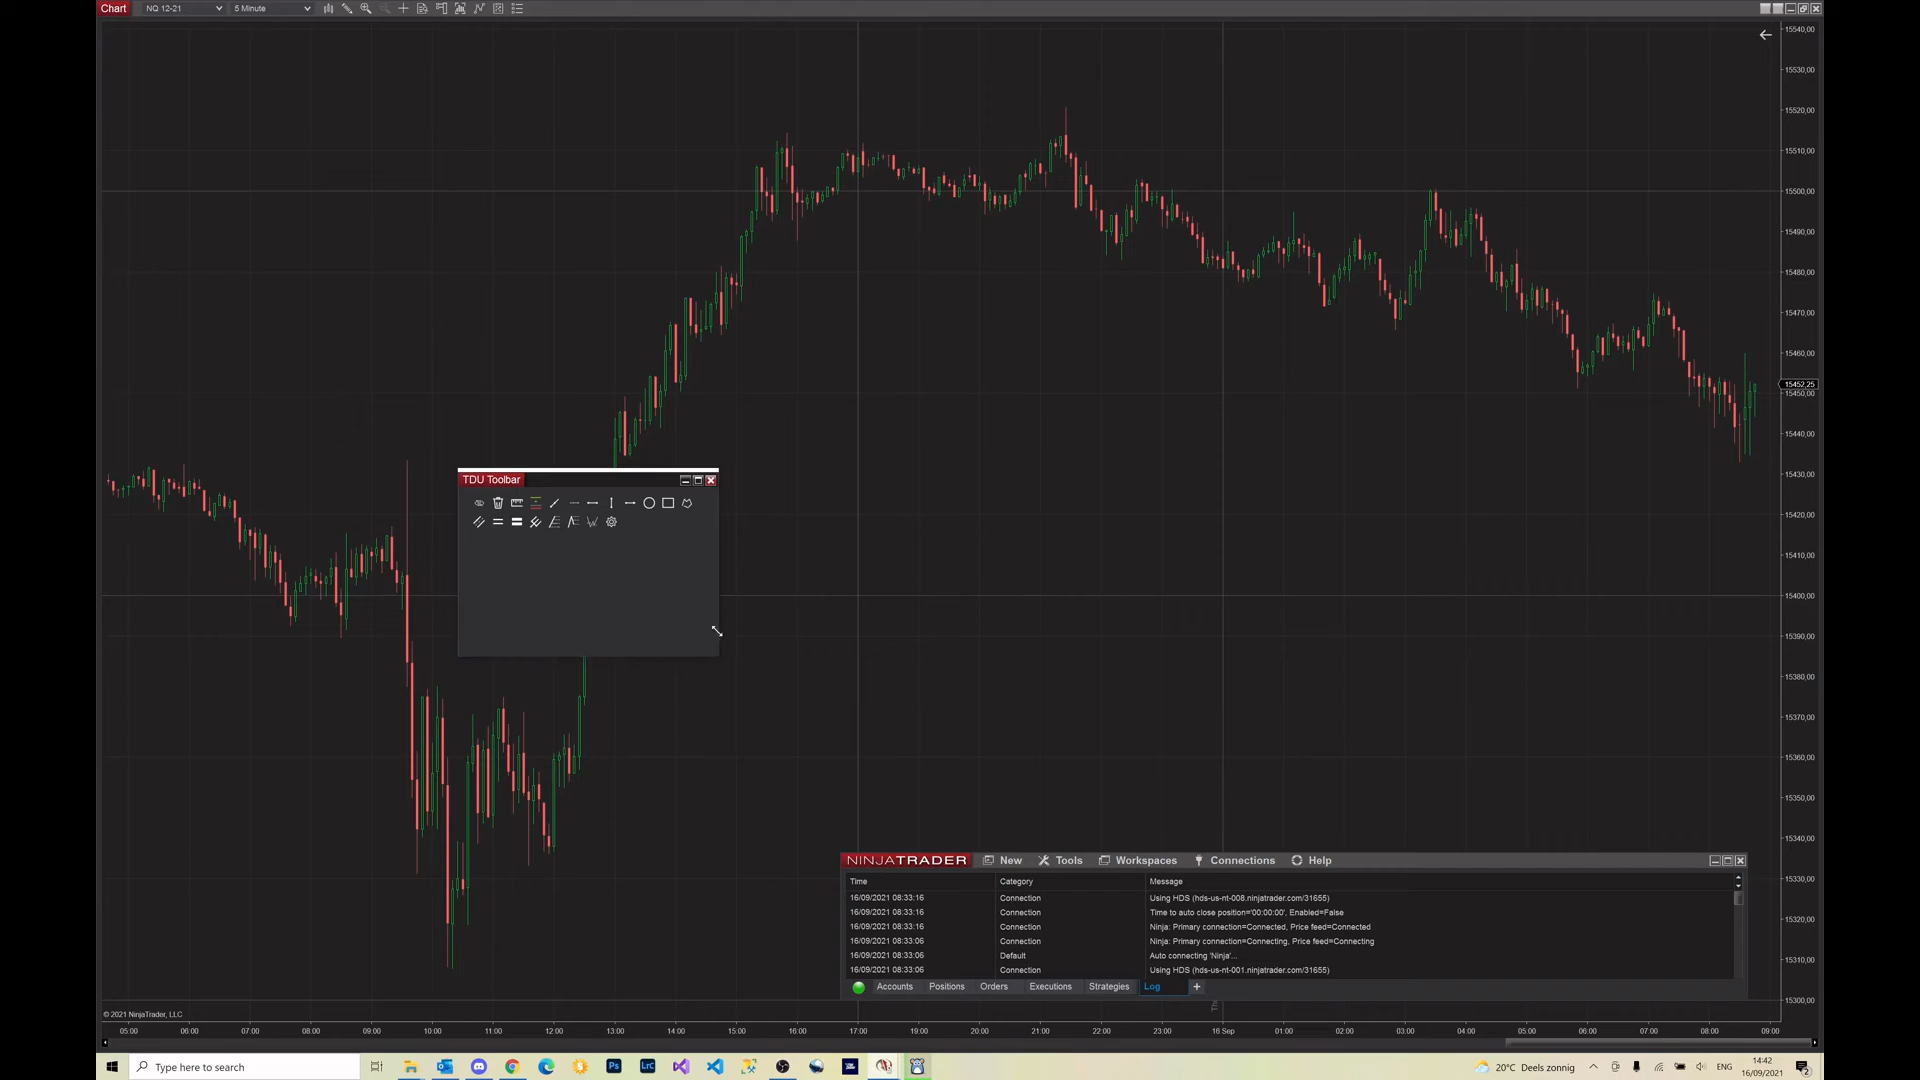 Chart NQ 12-21 5 Minute
15540,00
15530,00
15520,00
15510,00
15500,00
15490,00
15480,00
15470,00
15460,00
15452,25
15450,00
15440,00
15430,00
15420,00
15410,00
15400,00
15390,00
15380,00
15370,00
15360,00
15350,00
15340,00
15330,00
15320,00
15310,00
15300,00
TDU Toolbar
NINJATRADER New Tools Workspaces Connections Help
Time Category Message
16/09/2021 08:33:16 Connection Using HDS (hds-us-nt-008.ninjatrader.com/31655)
16/09/2021 08:33:16 Connection Time to auto close position='00:00:00', Enabled=False
16/09/2021 08:33:16 Connection Ninja: Primary connection=Connected, Price feed=Connected
16/09/2021 08:33:06 Connection Ninja: Primary connection=Connecting, Price feed=Connecting
16/09/2021 08:33:06 Default Auto connecting 'Ninja'...
16/09/2021 08:33:06 Connection Using HDS (hds-us-nt-001.ninjatrader.com/31655)
Accounts Positions Orders Executions Strategies Log +
© 2021 NinjaTrader, LLC
05:00 06:00 07:00 08:00 09:00 10:00 11:00 12:00 13:00 14:00 15:00 16:00 17:00 18:00 19:00 20:00 21:00 22:00 23:00 16 Sep 01:00 02:00 03:00 04:00 05:00 06:00 07:00 08:00 09:00
Type here to search Ps Lrc 20°C Deels zonnig ENG 14:42
16/09/2021 2